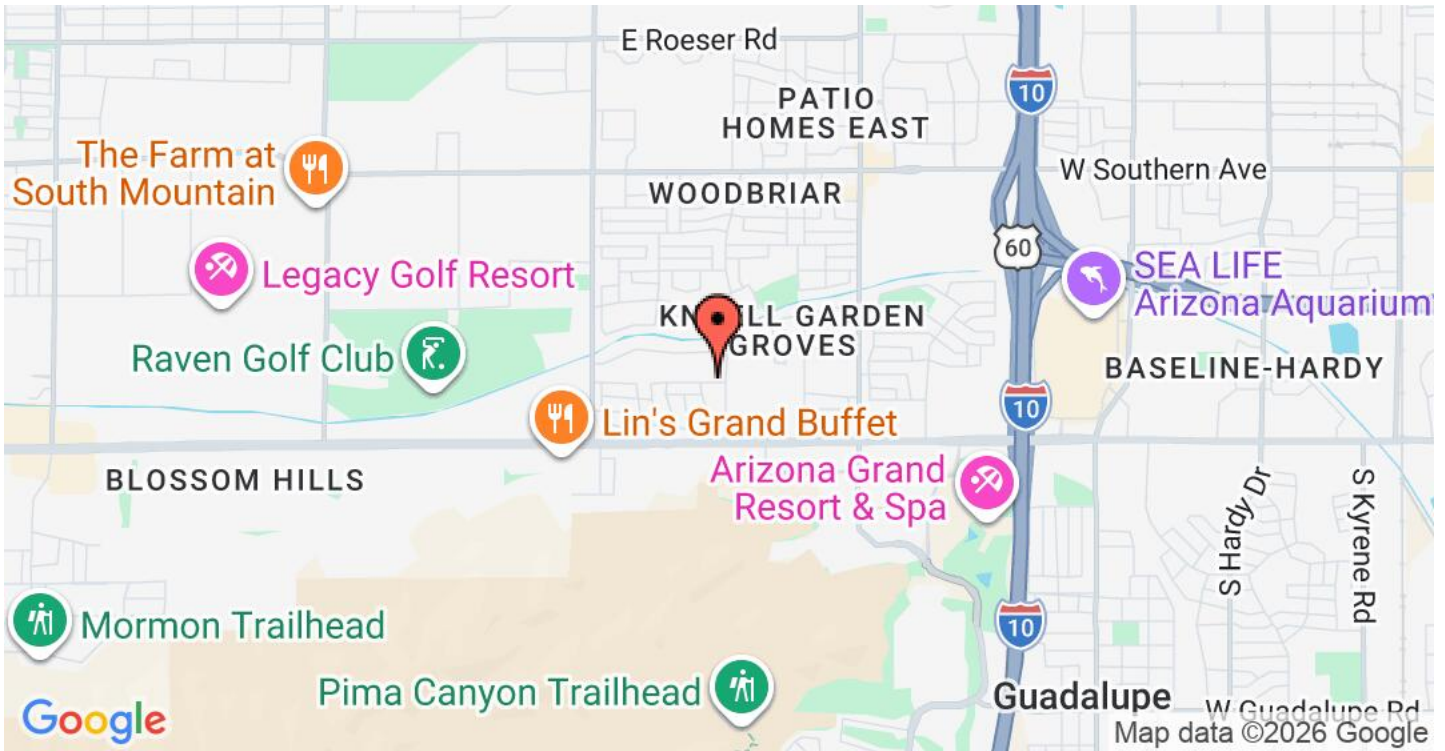 E Roeser Rd
10
PATIO
HOMES EAST
The Farm at
South Mountain
W Southern Ave
WOODBRIAR
60
Legacy Golf Resort
SEA LIFE
Arizona Aquarium
GARDEN
GROVES
Raven Golf Club
BASELINE-HARDY
10
Lin's Grand Buffet
BLOSSOM HILLS
Arizona Grand
Resort & Spa
S Hardy Dr
S Kyrene Rd
Mormon Trailhead
10
Pima Canyon Trailhead
Guadalupe
W Guadalupe Rd
Google
Map data ©2026 Google